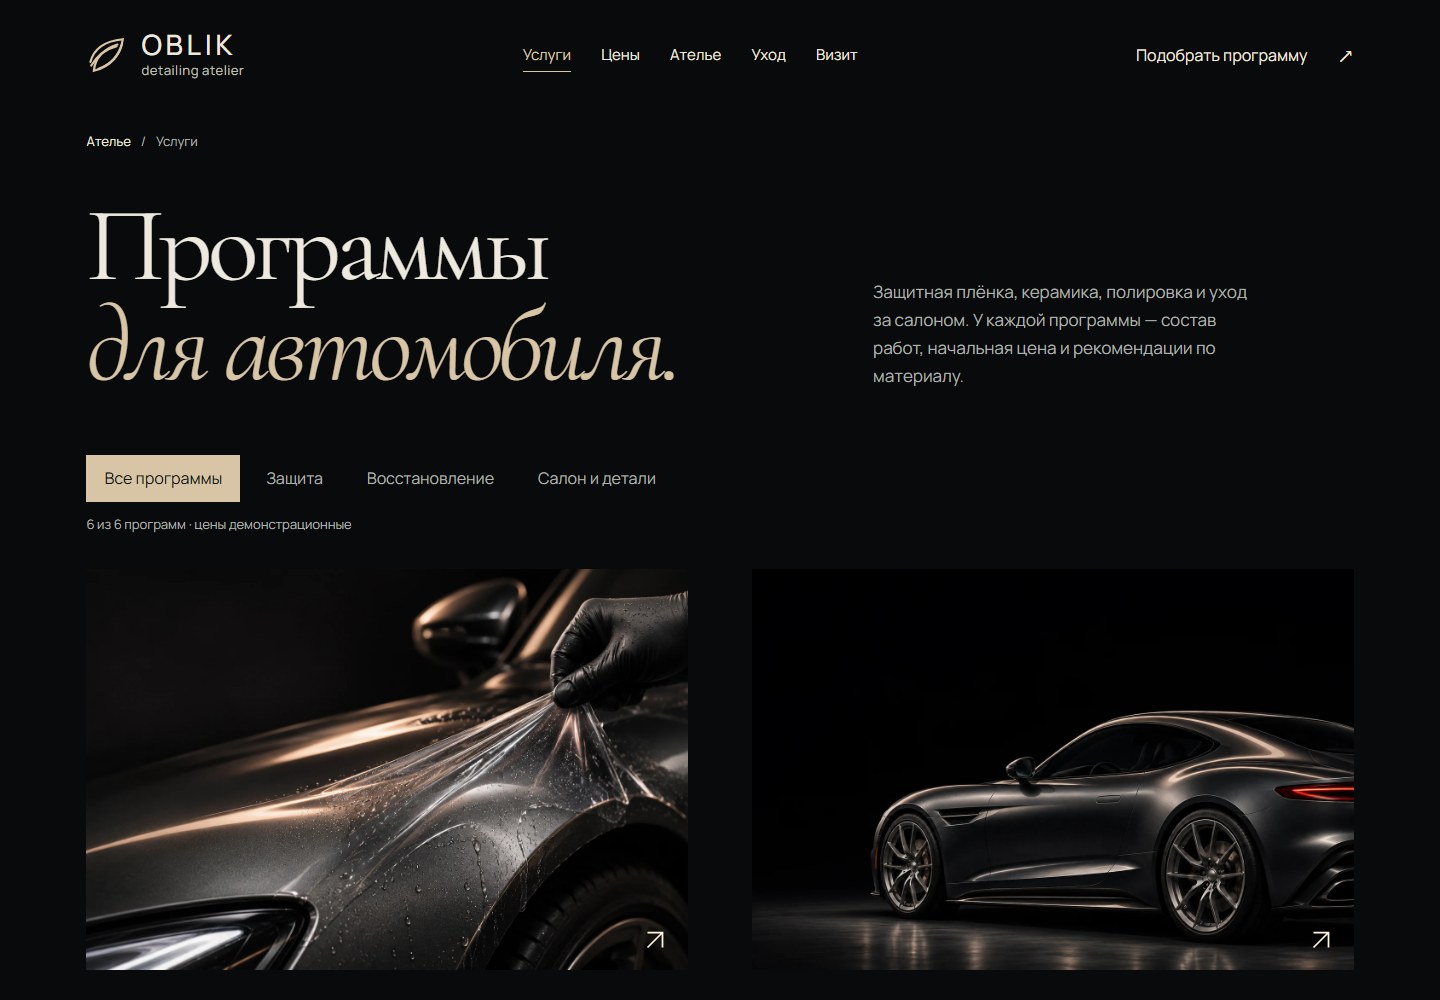 OBLIK
detailing atelier
Услуги
Цены
Ателье
Уход
Визит
Подобрать программу ↗
Ателье / Услуги
Программы
для автомобиля.
Защитная плёнка, керамика, полировка и уход
за салоном. У каждой программы — состав
работ, начальная цена и рекомендации по
материалу.
Все программы
Защита
Восстановление
Салон и детали
6 из 6 программ · цены демонстрационные